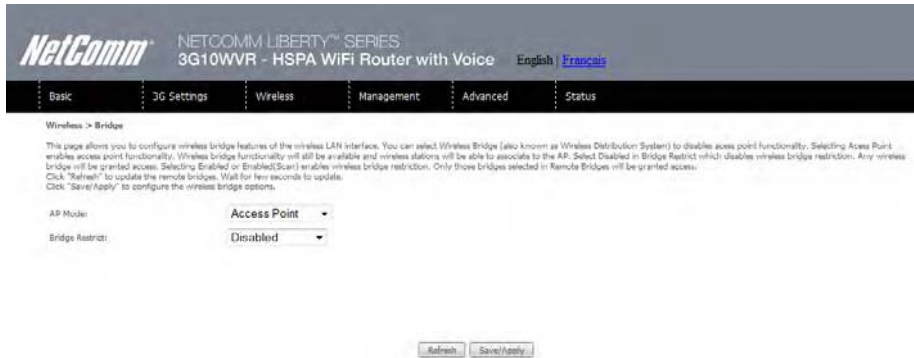 NetComm NETCOMM LIBERTY™ SERIES
3G10WVR - HSPA WiFi Router with Voice English | Français
Basic 3G Settings Wireless Management Advanced Status
Wireless > Bridge
This page allows you to configure wireless bridge features of the wireless LAN interface. You can select Wireless Bridge (also known as Wireless Distribution System) to disables acess point functionality. Selecting Acess Point
enables access point functionality. Wireless bridge functionality will still be available and wireless stations will be able to associate to the AP. Select Disabled in Bridge Restrict which disables wireless bridge restriction. Any wireless
bridge will be granted access. Selecting Enabled or Enabled(Scan) enables wireless bridge restriction. Only those bridges selected in Remote Bridges will be granted access.
Click "Refresh" to update the remote bridges. Wait for few seconds to update.
Click "Save/Apply" to configure the wireless bridge options.
AP Mode: Access Point
Bridge Restrict: Disabled
Refresh Save/Apply